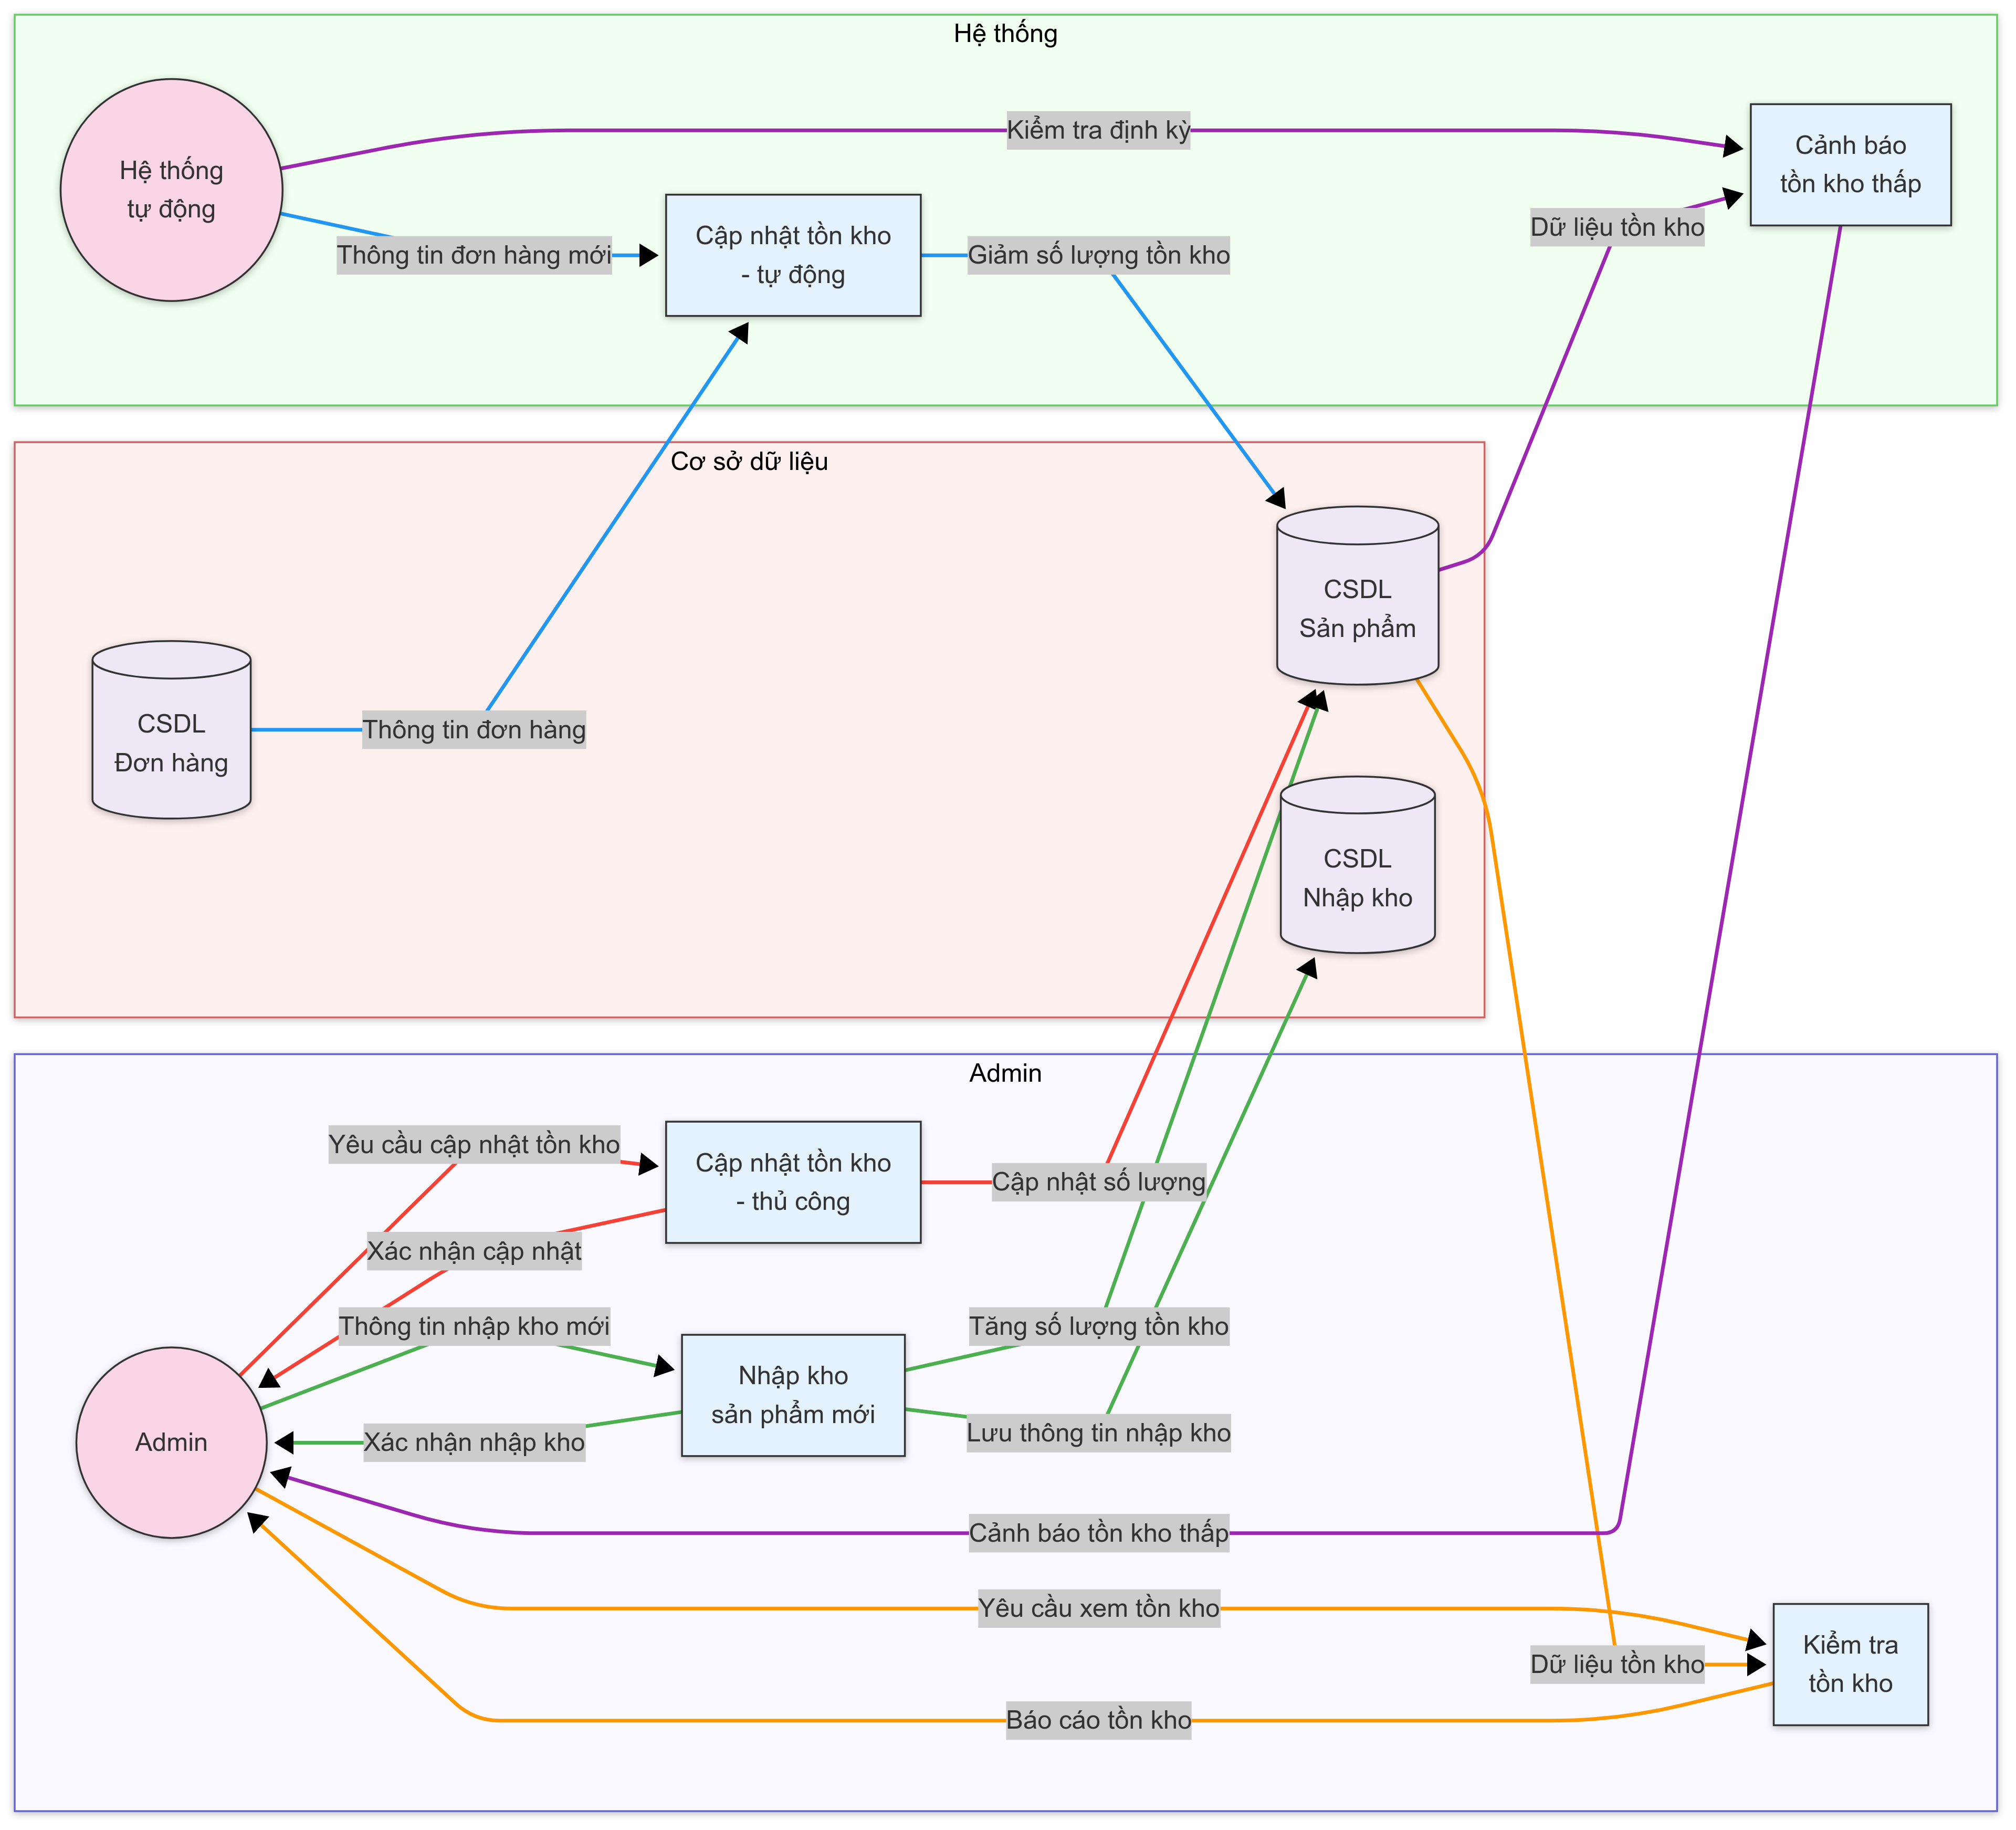 Hệ thống
Kiểm tra định kỳ
Hệ thống
tự động
Cảnh báo
tồn kho thấp
Thông tin đơn hàng mới
Cập nhật tồn kho
- tự động
Giảm số lượng tồn kho
Dữ liệu tồn kho
Cơ sở dữ liệu
CSDL
Sản phẩm
CSDL
Đơn hàng
Thông tin đơn hàng
CSDL
Nhập kho
Admin
Yêu cầu cập nhật tồn kho
Cập nhật tồn kho
- thủ công
Cập nhật số lượng
Xác nhận cập nhật
Thông tin nhập kho mới
Tăng số lượng tồn kho
Nhập kho
sản phẩm mới
Admin
Xác nhận nhập kho
Lưu thông tin nhập kho
Cảnh báo tồn kho thấp
Yêu cầu xem tồn kho
Dữ liệu tồn kho
Kiểm tra
tồn kho
Báo cáo tồn kho